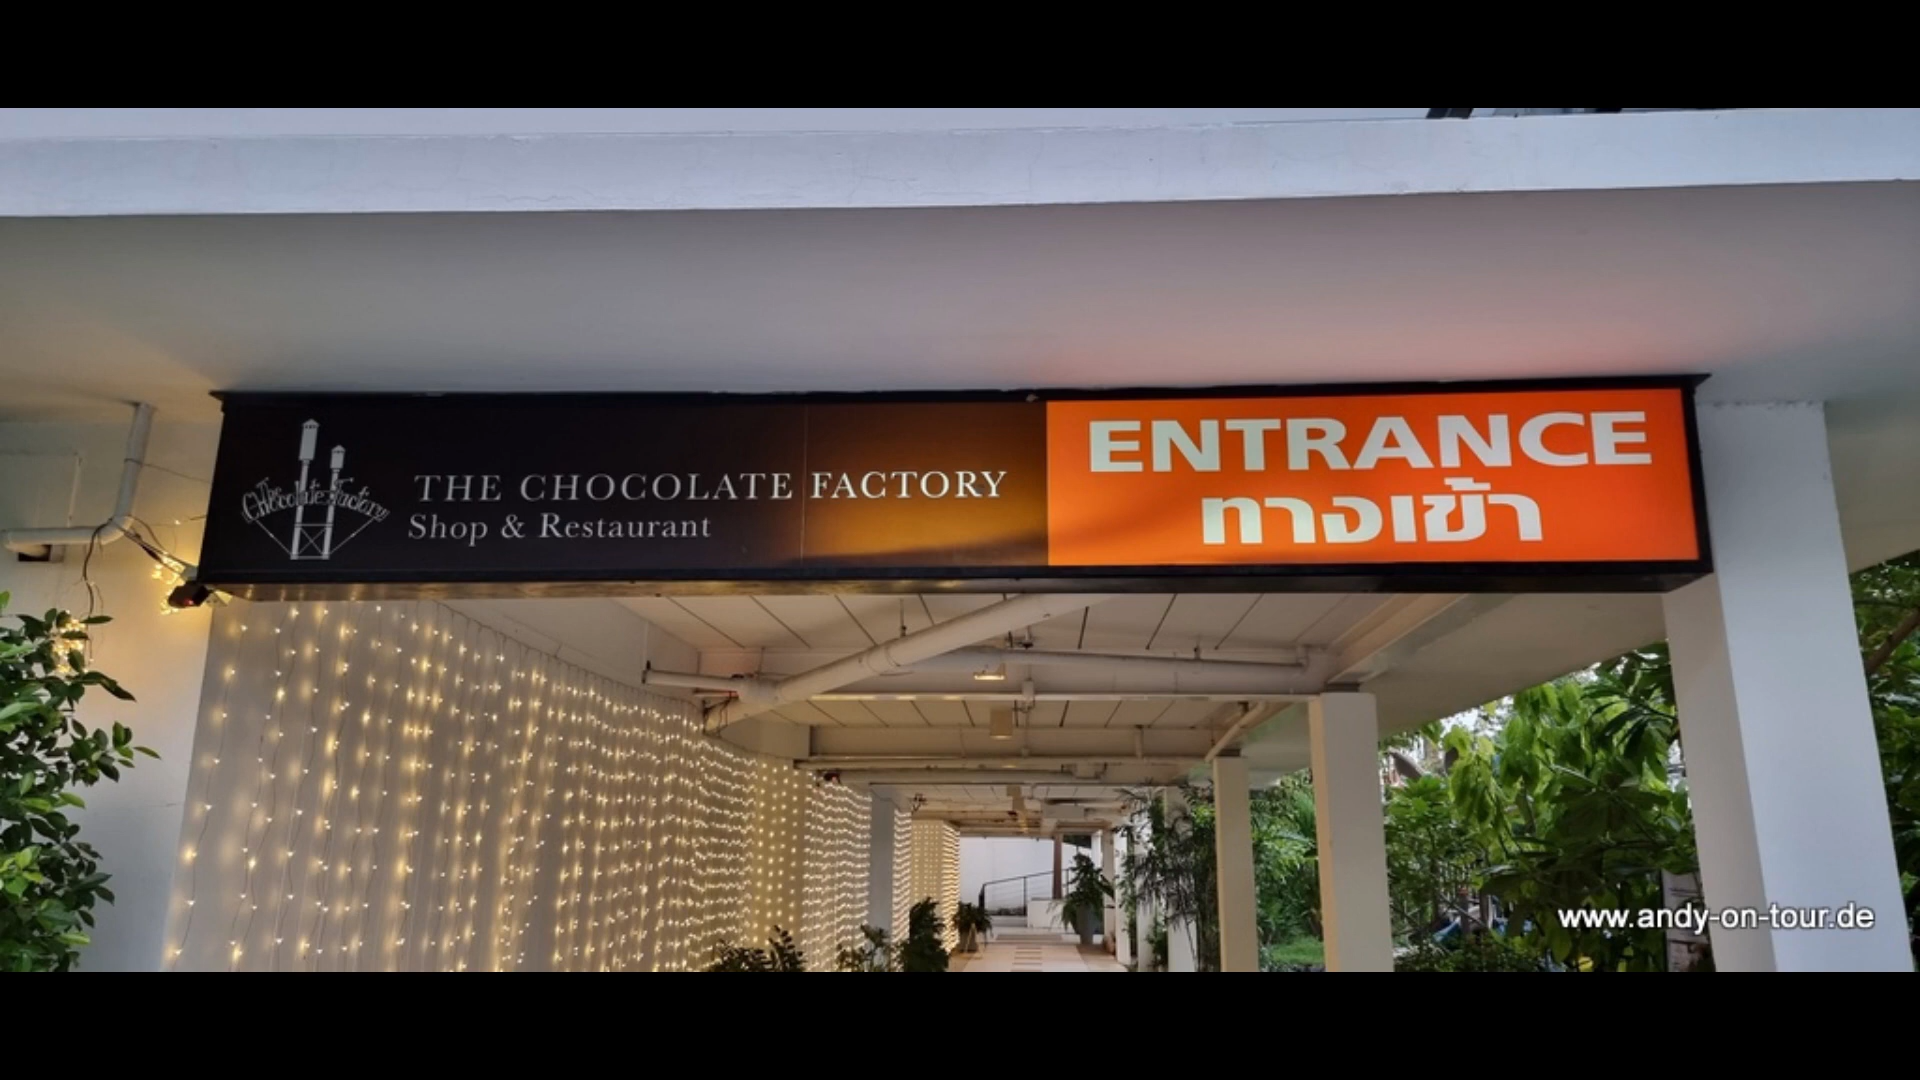 The
Chocolate Factory
THE CHOCOLATE FACTORY
Shop & Restaurant
ENTRANCE
ทางเข้า
www.andy-on-tour.de